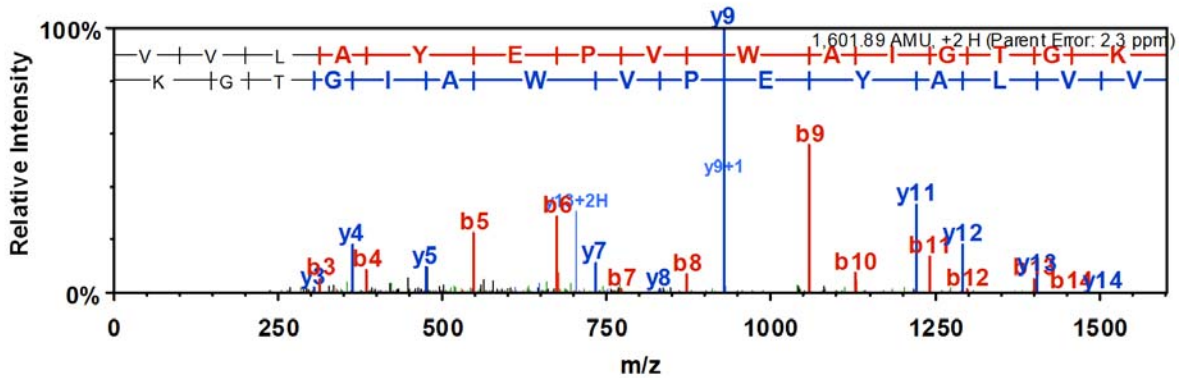 y9
100%
1,601.89 AMU, +2 H (Parent Error: 2.3 ppm)
V V L A Y E P V W A I G T G K
K G T G I A W V P E Y A L V V
b9
y9+1
y13+2H
b6
y11
b5
y4
y12
b11
y5
y7
b3
b4
y3
b7
y8
b8
b10
b12
y13
b14
y14
0%
0 250 500 750 1000 1250 1500
m/z
Relative Intensity